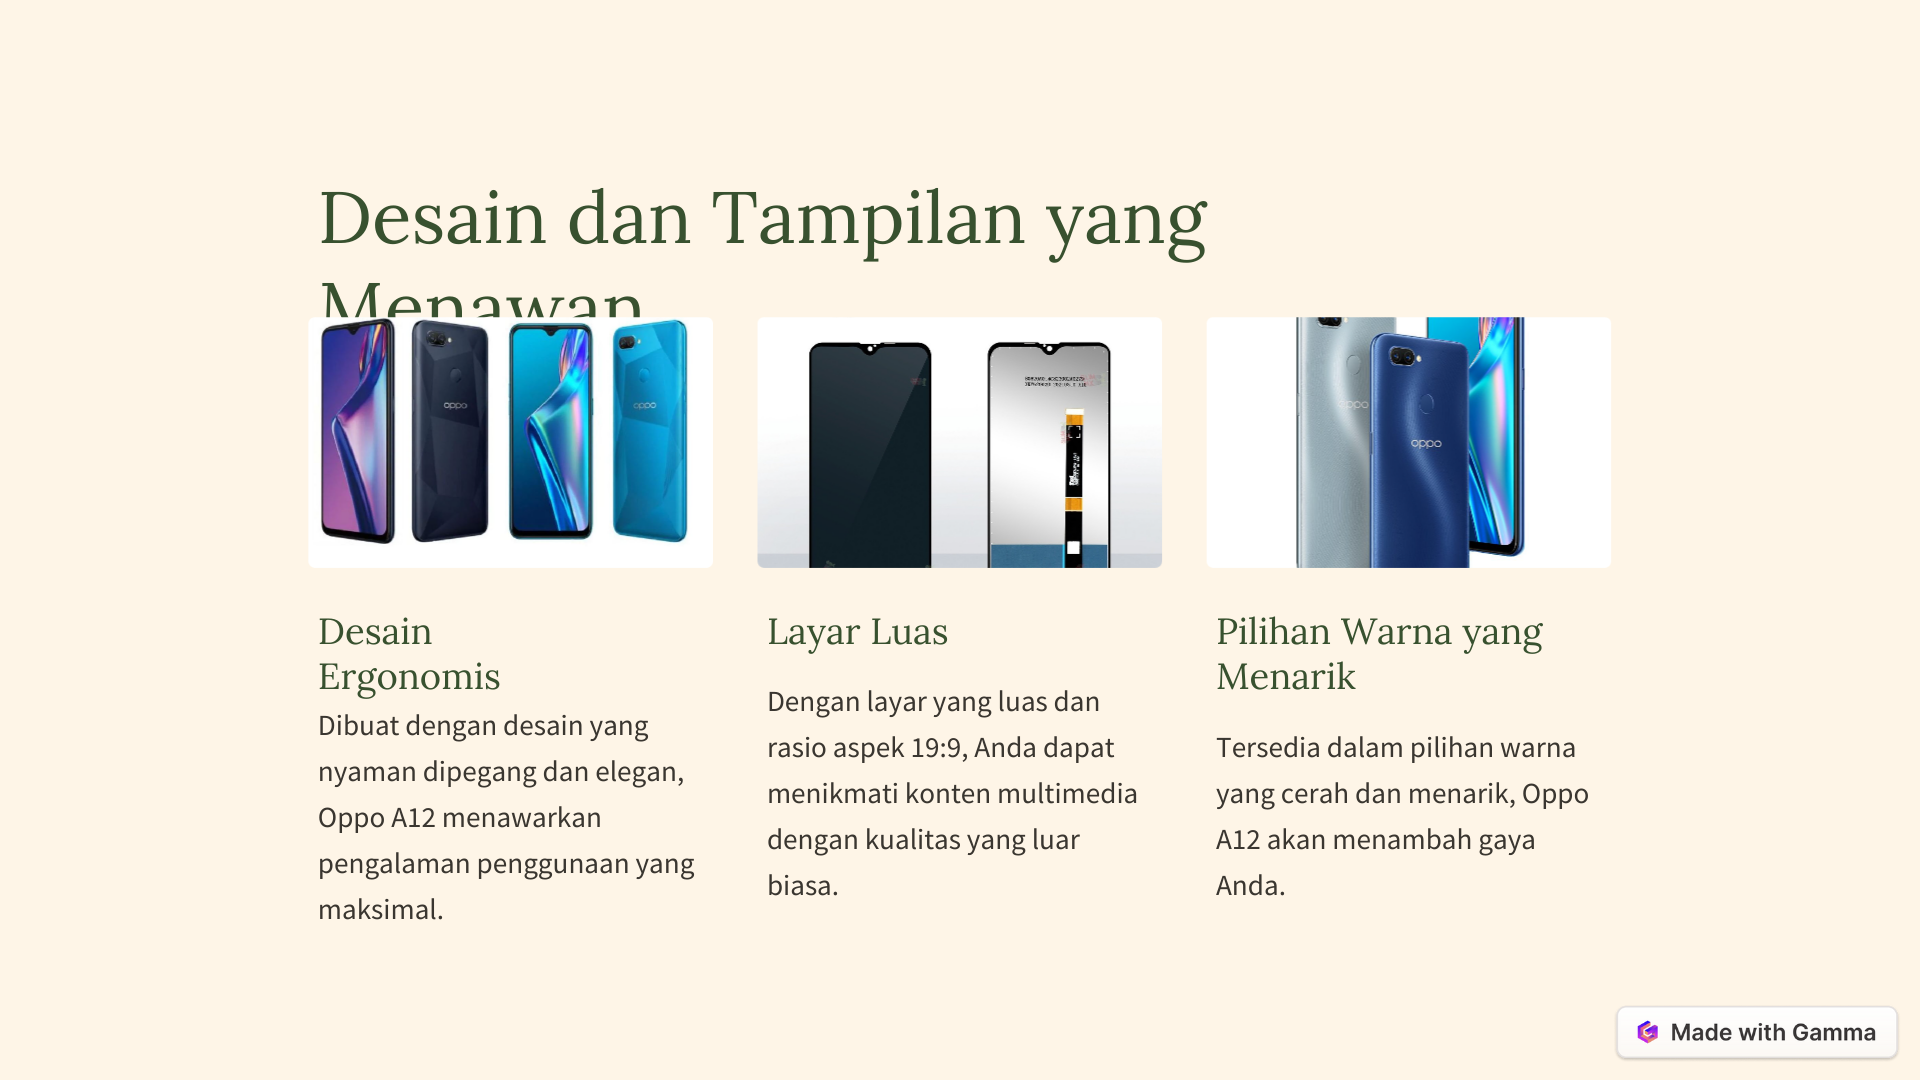 Desain dan Tampilan yang
Menawan
oppo
oppo
oppo
oppo
Desain
Ergonomis
Dibuat dengan desain yang
nyaman dipegang dan elegan,
Oppo A12 menawarkan
pengalaman penggunaan yang
maksimal.
Layar Luas
Dengan layar yang luas dan
rasio aspek 19:9, Anda dapat
menikmati konten multimedia
dengan kualitas yang luar
biasa.
Pilihan Warna yang
Menarik
Tersedia dalam pilihan warna
yang cerah dan menarik, Oppo
A12 akan menambah gaya
Anda.
Made with Gamma